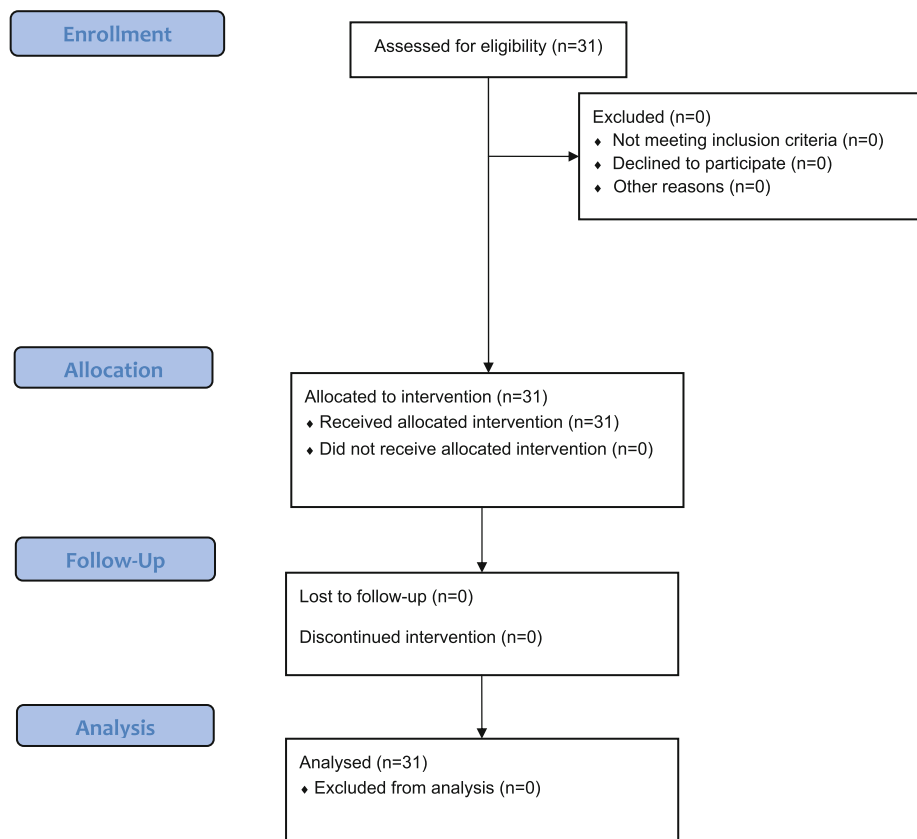 Enrollment
Assessed for eligibility (n=31)
Excluded (n=0)
♦ Not meeting inclusion criteria (n=0)
♦ Declined to participate (n=0)
♦ Other reasons (n=0)
Allocation
Allocated to intervention (n=31)
♦ Received allocated intervention (n=31)
♦ Did not receive allocated intervention (n=0)
Follow-Up
Lost to follow-up (n=0)
Discontinued intervention (n=0)
Analysis
Analysed (n=31)
♦ Excluded from analysis (n=0)